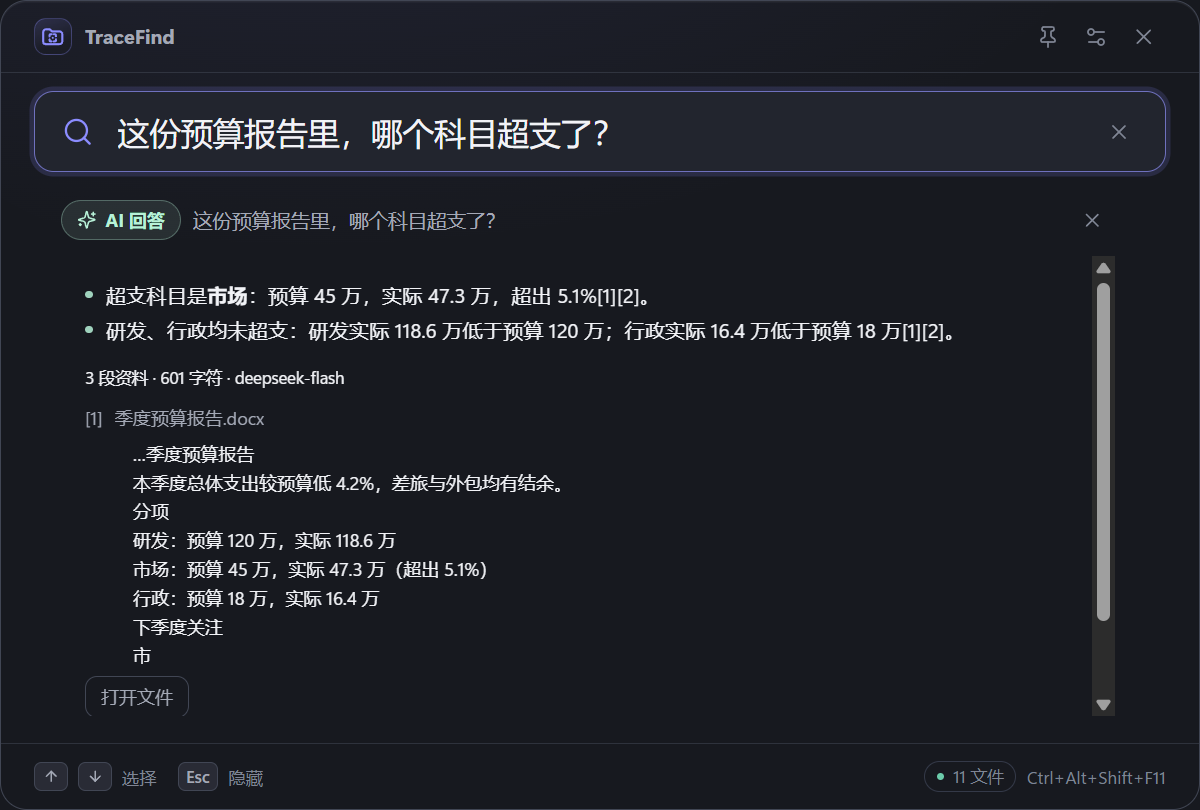 TraceFind
这份预算报告里，哪个科目超支了？
AI 回答 这份预算报告里，哪个科目超支了？
超支科目是市场：预算 45 万，实际 47.3 万，超出 5.1%[1][2]。
研发、行政均未超支：研发实际 118.6 万低于预算 120 万；行政实际 16.4 万低于预算 18 万[1][2]。
3 段资料 · 601 字符 · deepseek-flash
[1] 季度预算报告.docx
...季度预算报告
本季度总体支出较预算低 4.2%，差旅与外包均有结余。
分项
研发：预算 120 万，实际 118.6 万
市场：预算 45 万，实际 47.3 万（超出 5.1%）
行政：预算 18 万，实际 16.4 万
下季度关注
市
打开文件
↑ ↓ 选择 Esc 隐藏 11 文件 Ctrl+Alt+Shift+F11